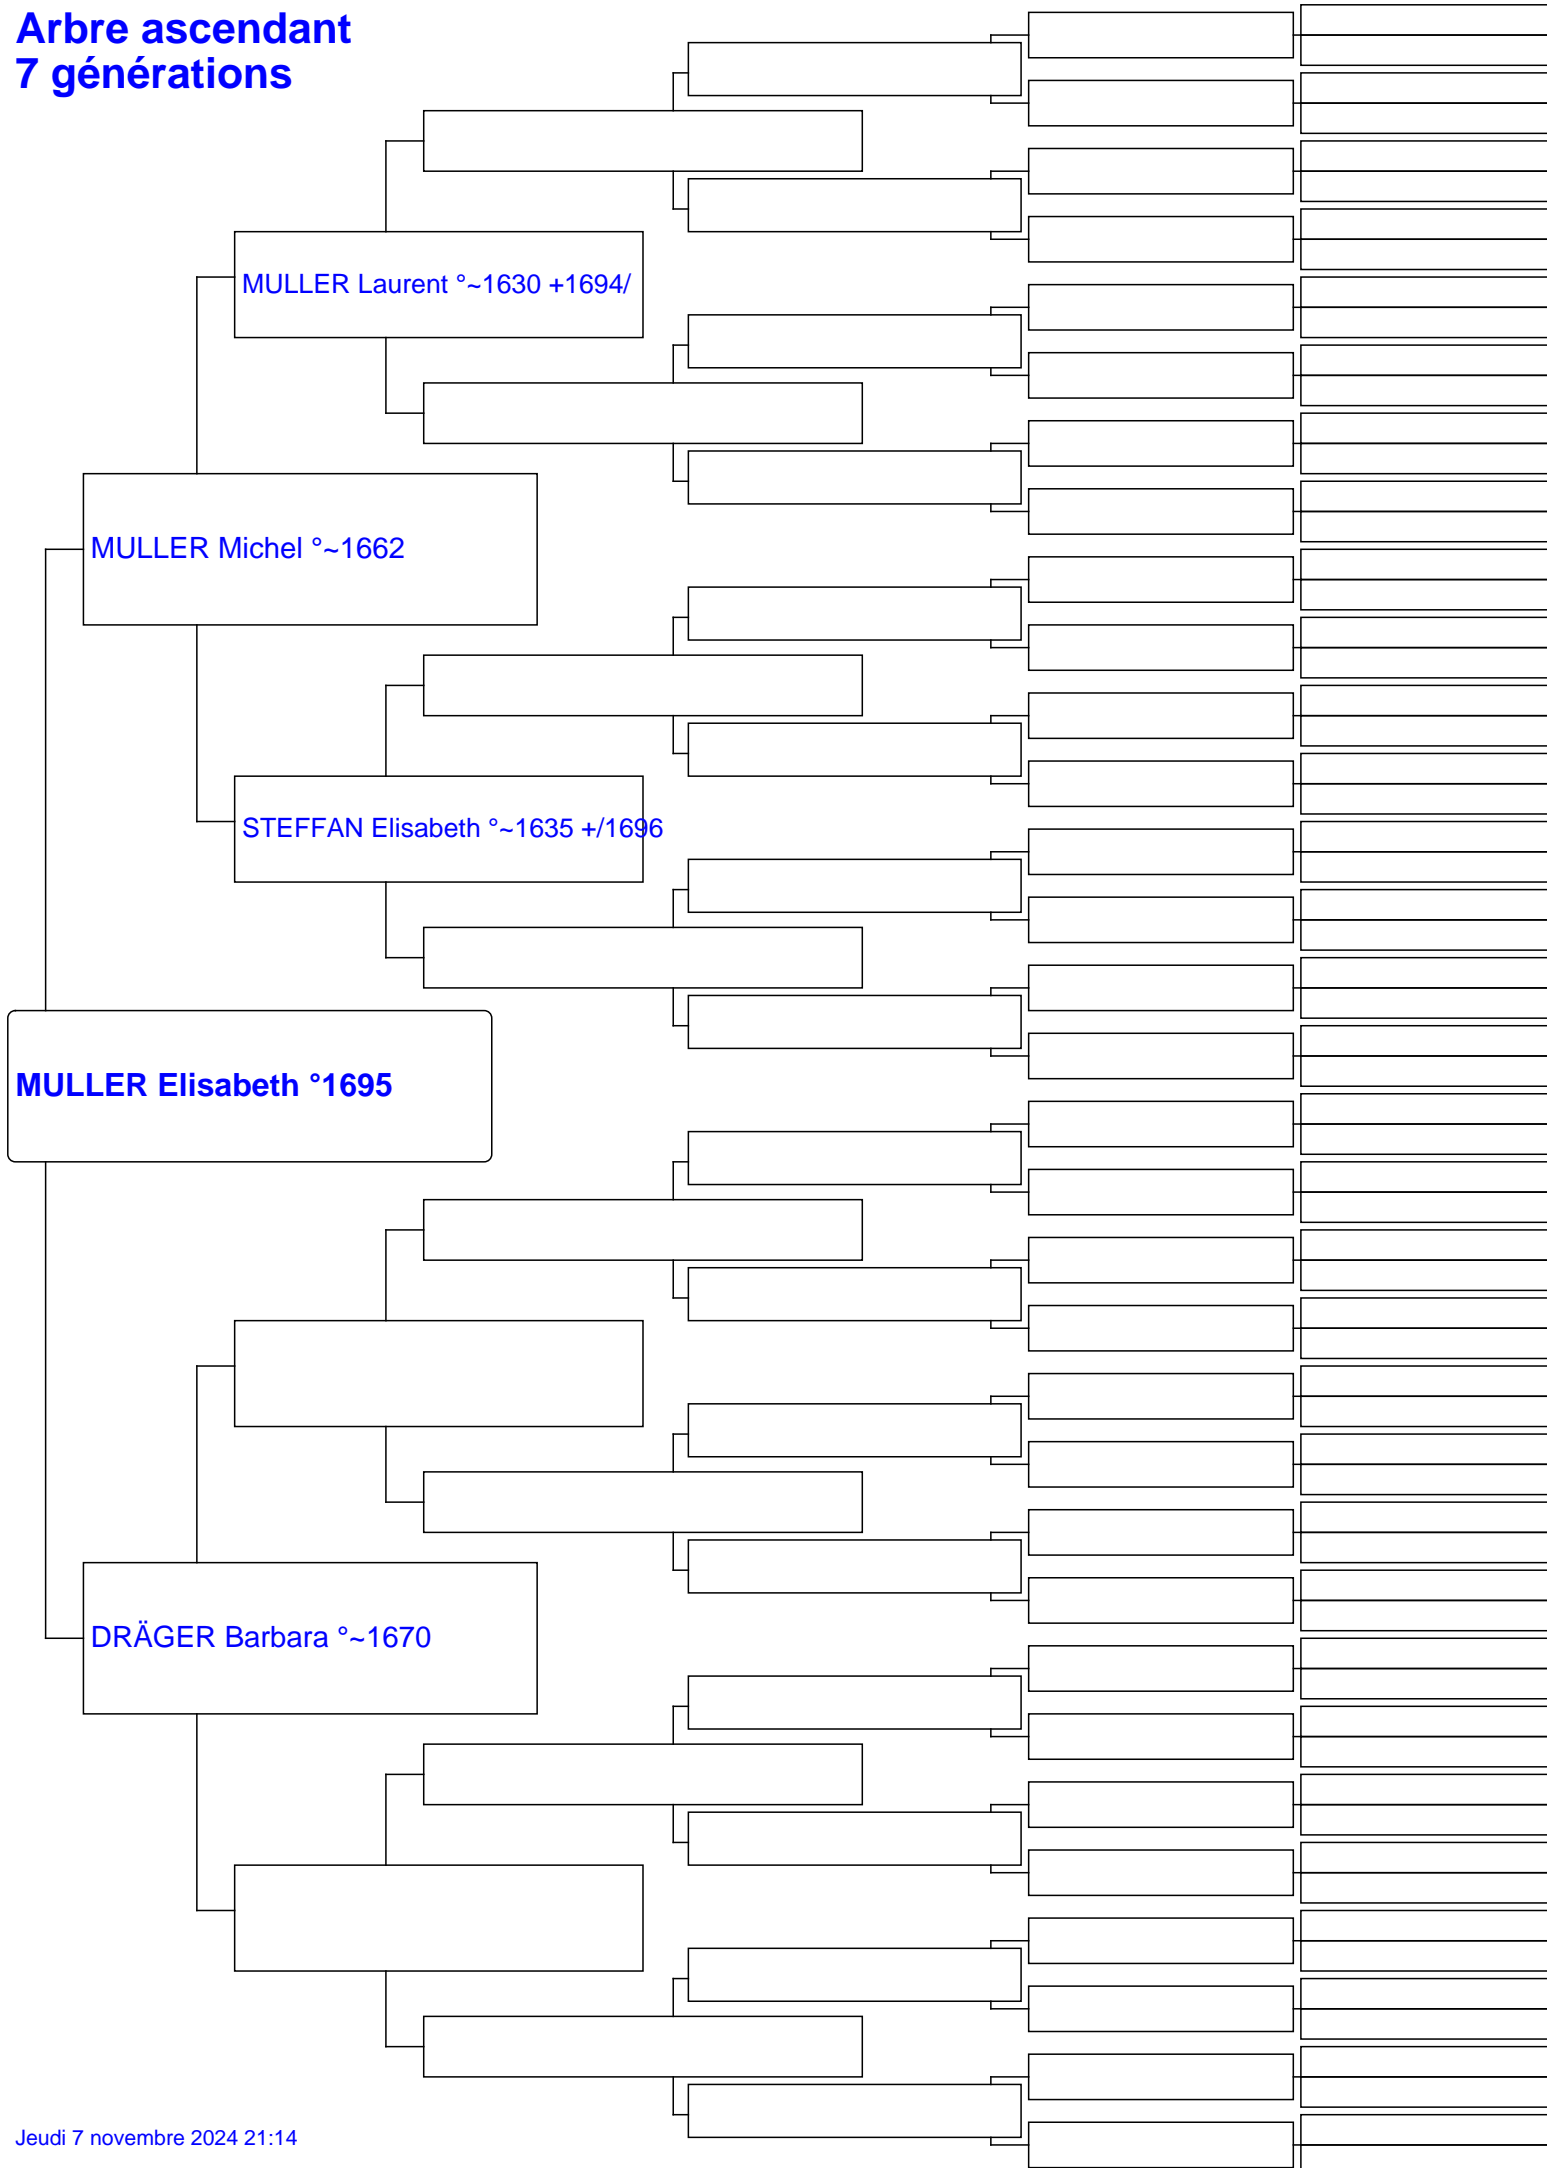 Arbre ascendant
7 générations
MULLER Laurent °~1630 +1694/
MULLER Michel °~1662
STEFFAN Elisabeth °~1635 +/1696
MULLER Elisabeth °1695
DRÄGER Barbara °~1670
Jeudi 7 novembre 2024 21:14